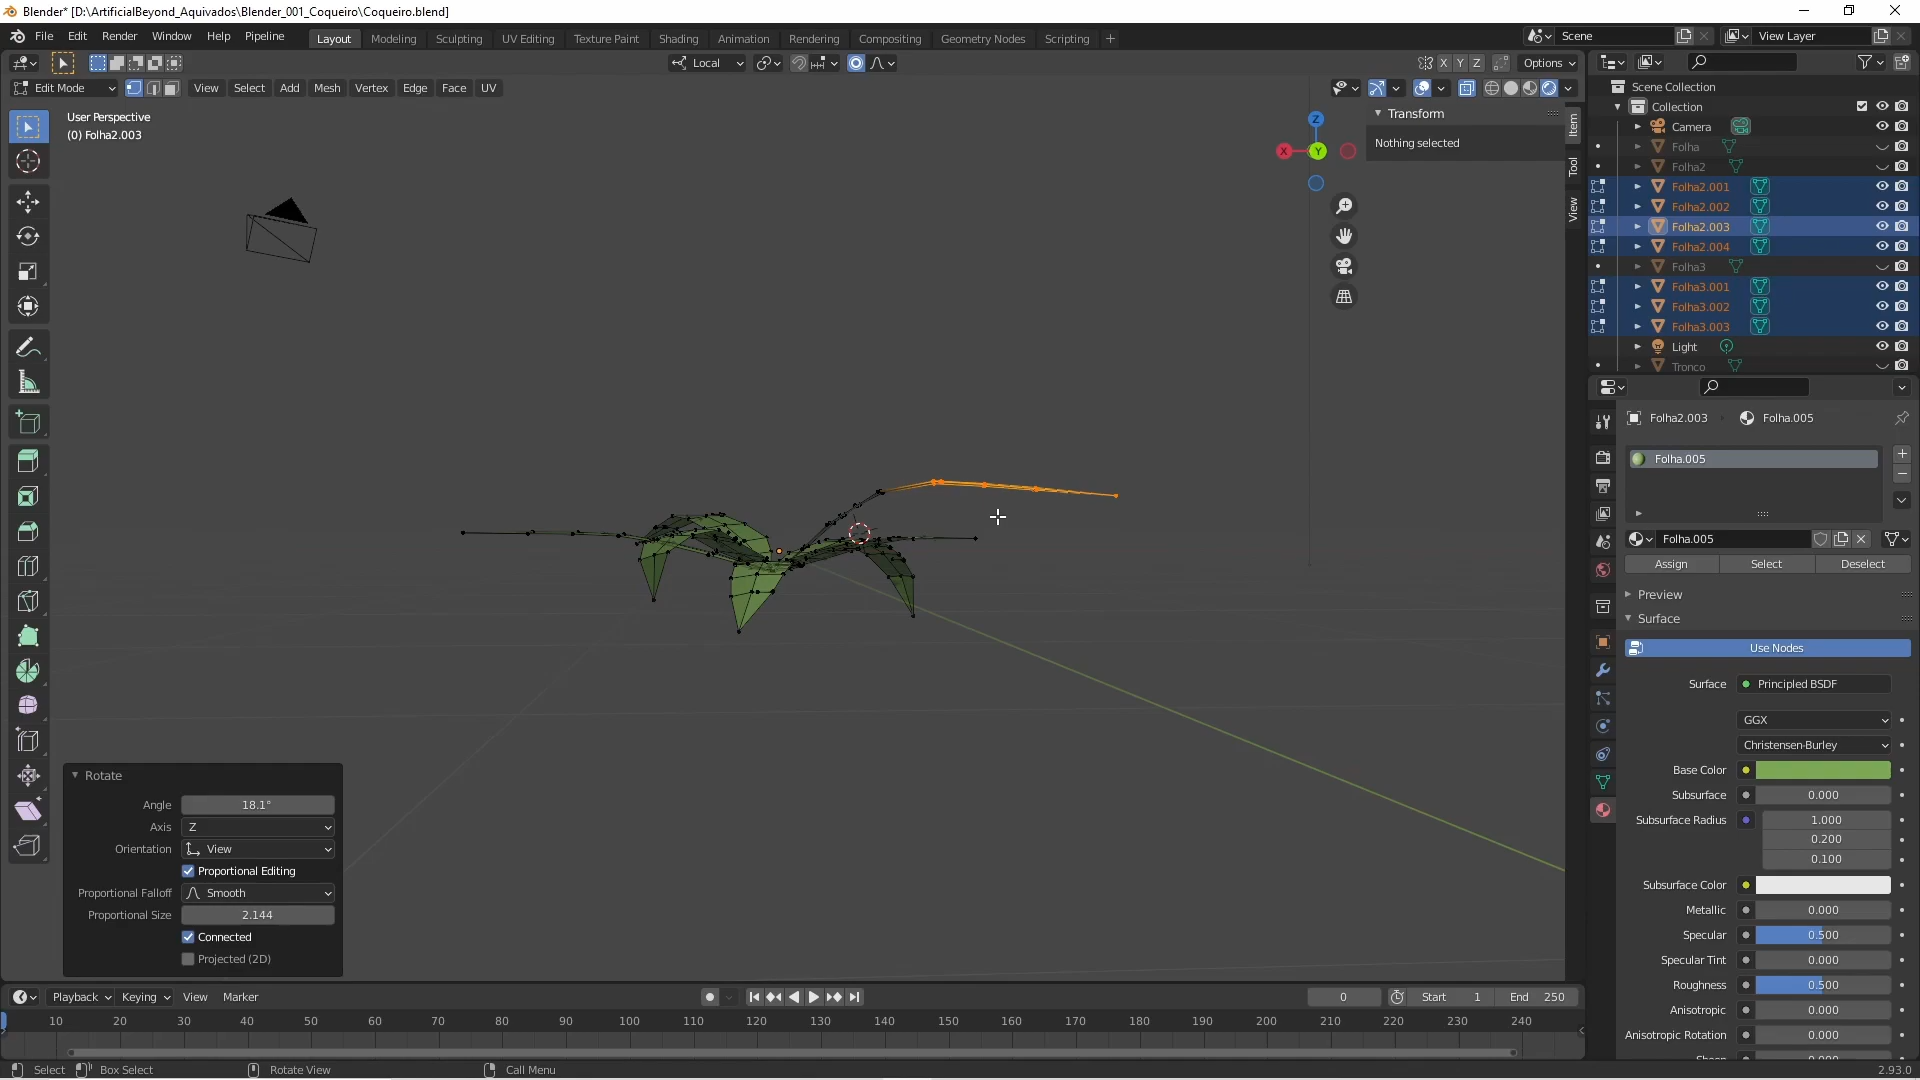 Blender* [D:\ArtificialBeyond_Aquivados\Blender_001_Coqueiro\Coqueiro.blend]
File Edit Render Window Help Pipeline Layout Modeling Sculpting UV Editing Texture Paint Shading Animation Rendering Compositing Geometry Nodes Scripting + Scene View Layer
Local X Y Z Options
Edit Mode View Select Add Mesh Vertex Edge Face UV
User Perspective
(0) Folha2.003
Z
X
Y
Transform
Nothing selected
Item
Tool
View
Scene Collection
Collection
Camera
Folha
Folha2
Folha2.001
Folha2.002
Folha2.003
Folha2.004
Folha3
Folha3.001
Folha3.002
Folha3.003
Light
Tronco
Folha2.003 Folha.005
Folha.005
Folha.005
Assign Select Deselect
Preview
Surface
Use Nodes
Surface Principled BSDF
GGX
Christensen-Burley
Base Color
Subsurface 0.000
Subsurface Radius 1.000
0.200
0.100
Subsurface Color
Metallic 0.000
Specular 0.500
Specular Tint 0.000
Roughness 0.500
Anisotropic 0.000
Anisotropic Rotation 0.000
Rotate
Angle 18.1°
Axis Z
Orientation View
Proportional Editing
Proportional Falloff Smooth
Proportional Size 2.144
Connected
Projected (2D)
Playback Keying View Marker 0 Start 1 End 250
10 20 30 40 50 60 70 80 90 100 110 120 130 140 150 160 170 180 190 200 210 220 230 240
Select Box Select Rotate View Call Menu 2.93.0